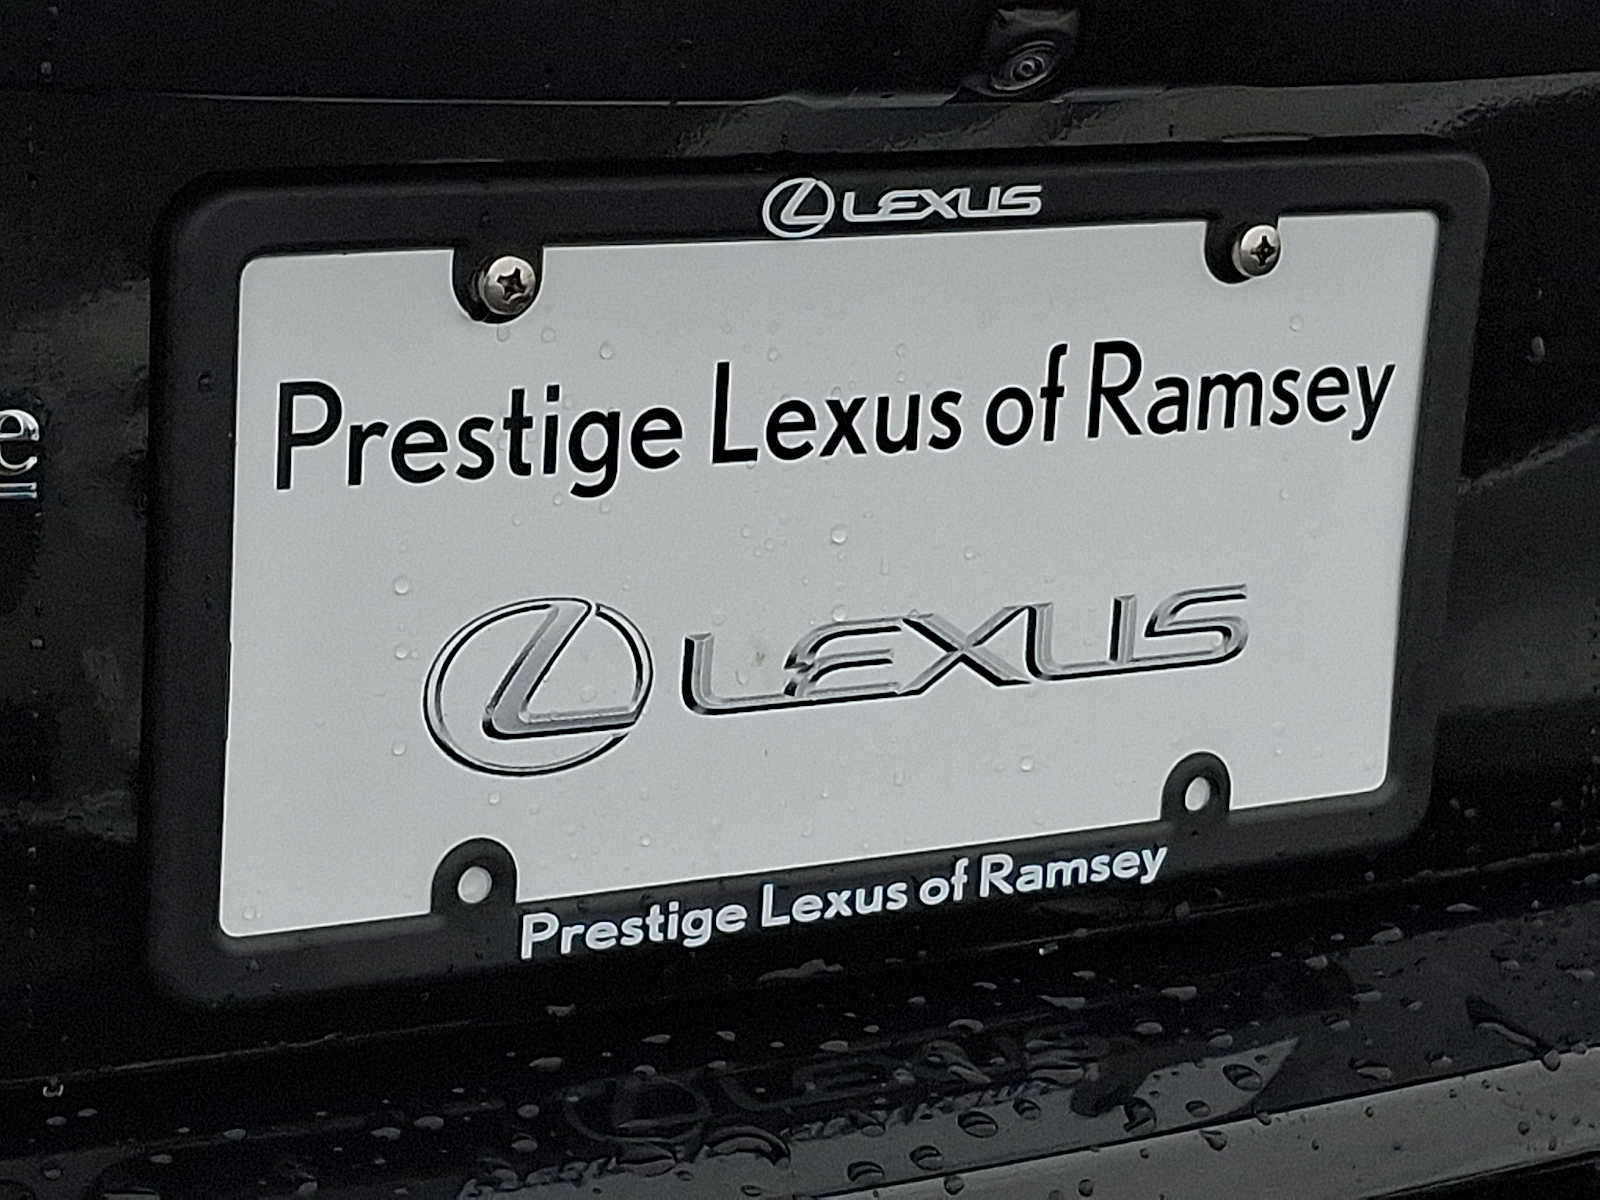 LEXUS
Prestige Lexus of Ramsey
e
LEXUS
Prestige Lexus of Ramsey